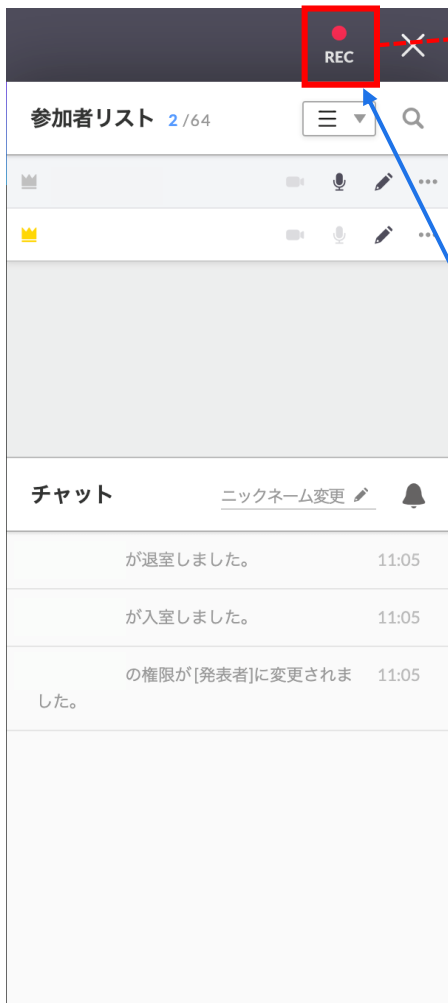 REC
参加者リスト 2 /64
チャット ニックネーム変更
が退室しました。 11:05
が入室しました。 11:05
の権限が[発表者]に変更されま 11:05
した。